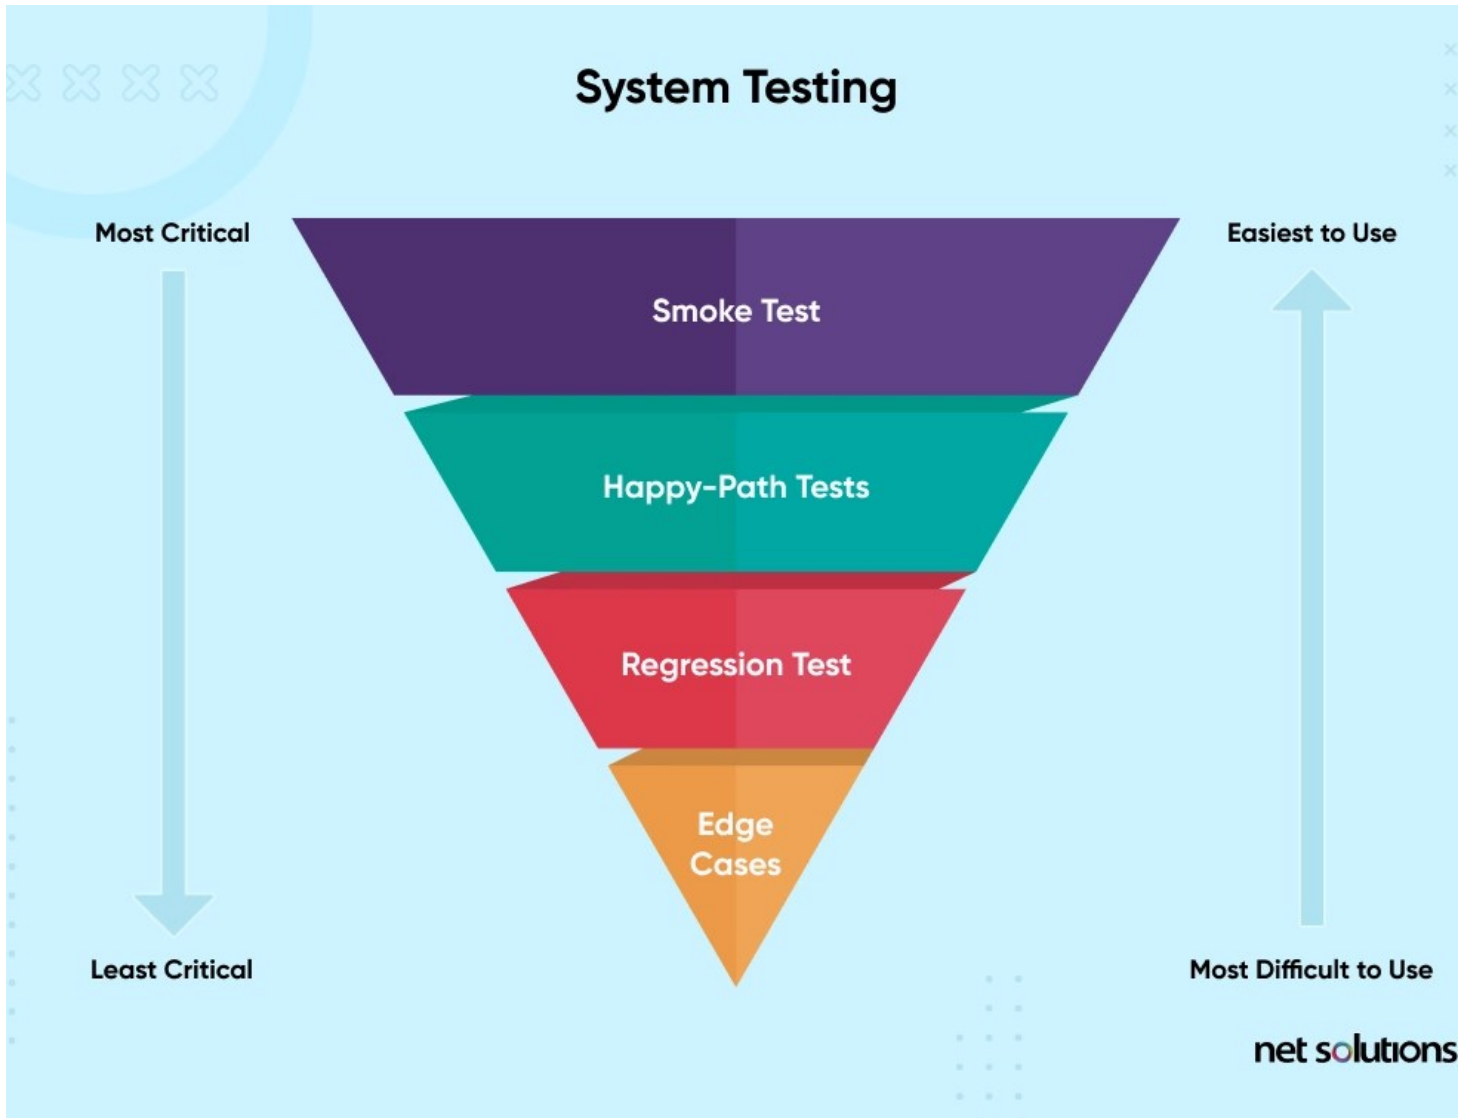 System Testing
Most Critical
Easiest to Use
Smoke Test
Happy-Path Tests
Regression Test
Edge
Cases
Least Critical
Most Difficult to Use
net solutions